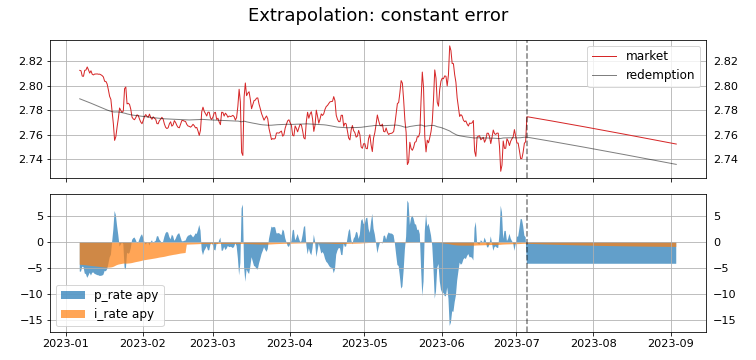 Extrapolation: constant error
2.82 2.82
2.80 2.80
2.78 2.78
2.76 2.76
2.74 2.74
market
redemption
5 5
0 0
−5 −5
−10 −10
−15 −15
p_rate apy
i_rate apy
2023-01 2023-02 2023-03 2023-04 2023-05 2023-06 2023-07 2023-08 2023-09